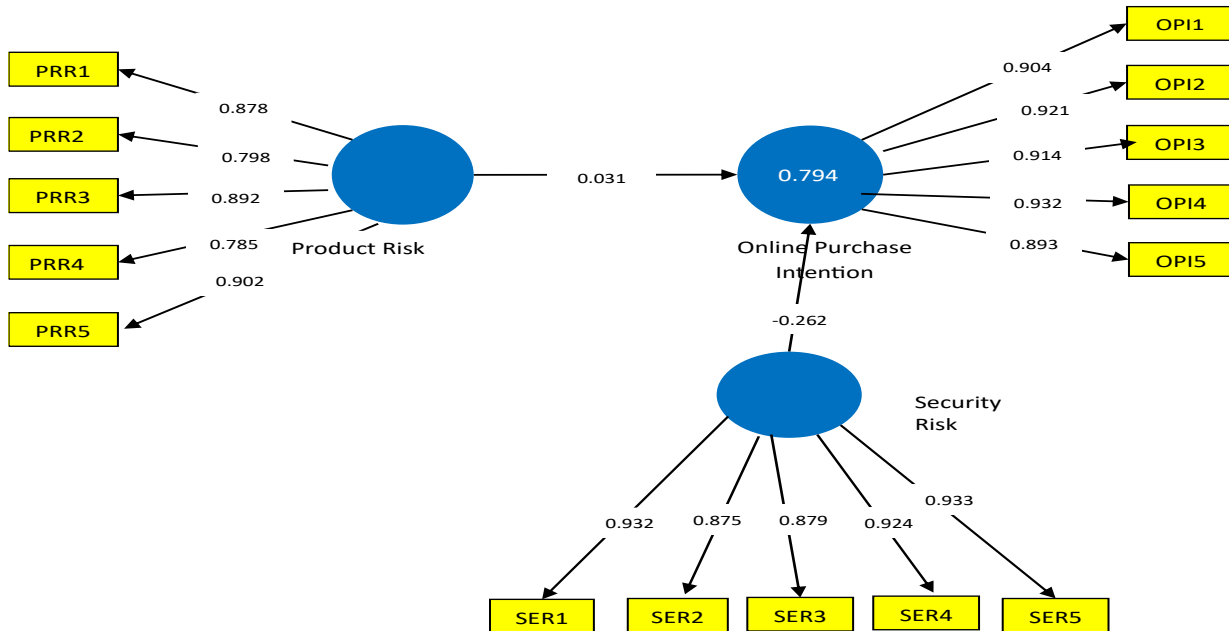 OPI1
PRR1
0.904
OPI2
0.878
0.921
PRR2
OPI3
0.798
0.914
0.794
0.031
PRR3
0.892
0.932
OPI4
0.785
0.893
Product Risk
Online Purchase
Intention
PRR4
OPI5
0.902
PRR5
-0.262
Security
Risk
0.932
0.875
0.879
0.924
0.933
SER1
SER2
SER3
SER4
SER5